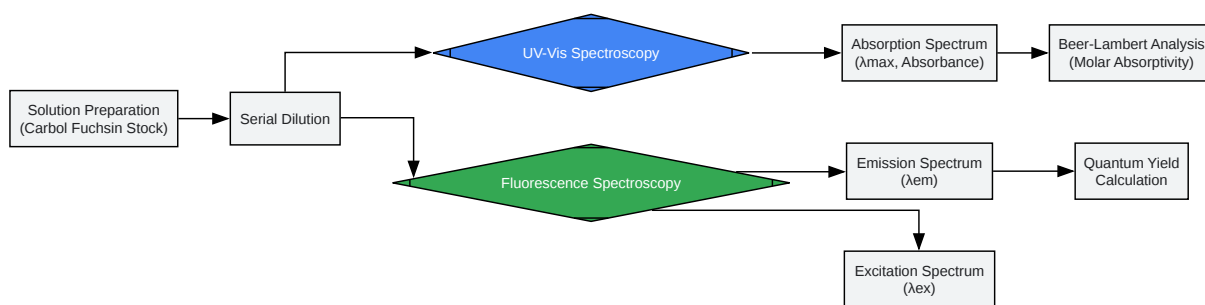 Solution Preparation
(Carbol Fuchsin Stock)
Serial Dilution
UV-Vis Spectroscopy
Absorption Spectrum
(λmax, Absorbance)
Beer-Lambert Analysis
(Molar Absorptivity)
Fluorescence Spectroscopy
Emission Spectrum
(λem)
Quantum Yield
Calculation
Excitation Spectrum
(λex)